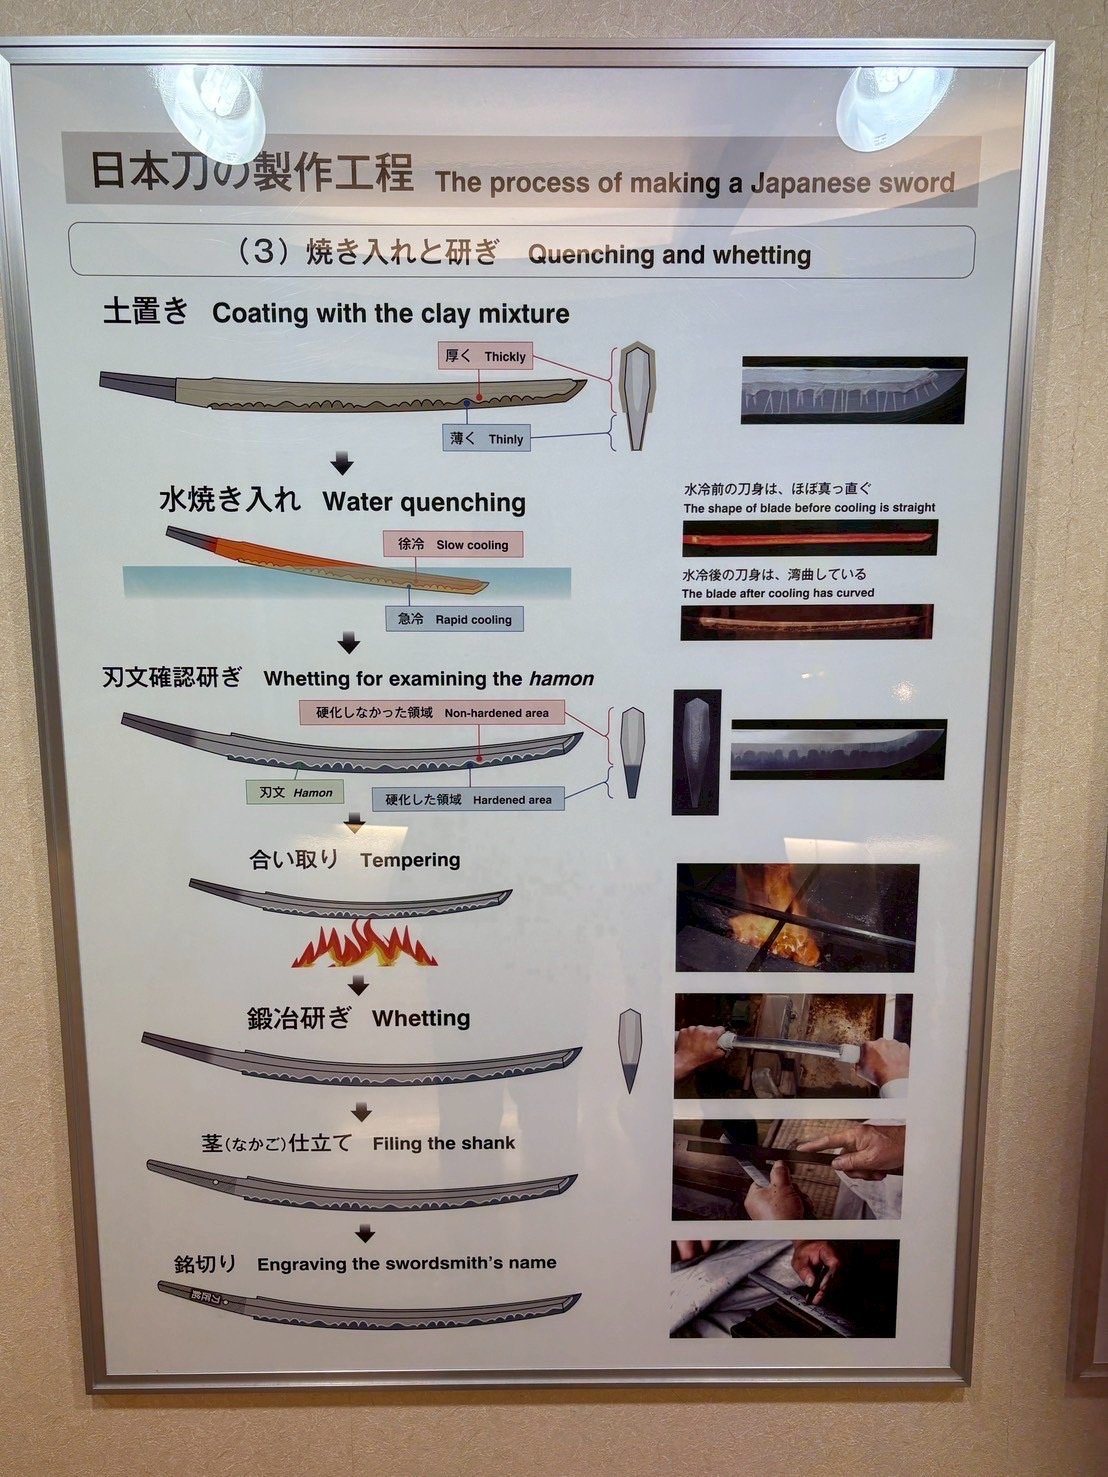 日本刀の製作工程 The process of making a Japanese sword
（3）焼き入れと研ぎ Quenching and whetting
土置き Coating with the clay mixture
厚く Thickly
薄く Thinly
水焼き入れ Water quenching
徐冷 Slow cooling
急冷 Rapid cooling
水冷前の刀身は、ほぼ真っ直ぐ
The shape of blade before cooling is straight
水冷後の刀身は、湾曲している
The blade after cooling has curved
刃文確認研ぎ Whetting for examining the hamon
硬化しなかった領域 Non-hardened area
刃文 Hamon
硬化した領域 Hardened area
合い取り Tempering
鍛冶研ぎ Whetting
茎(なかご)仕立て Filing the shank
銘切り Engraving the swordsmith's name